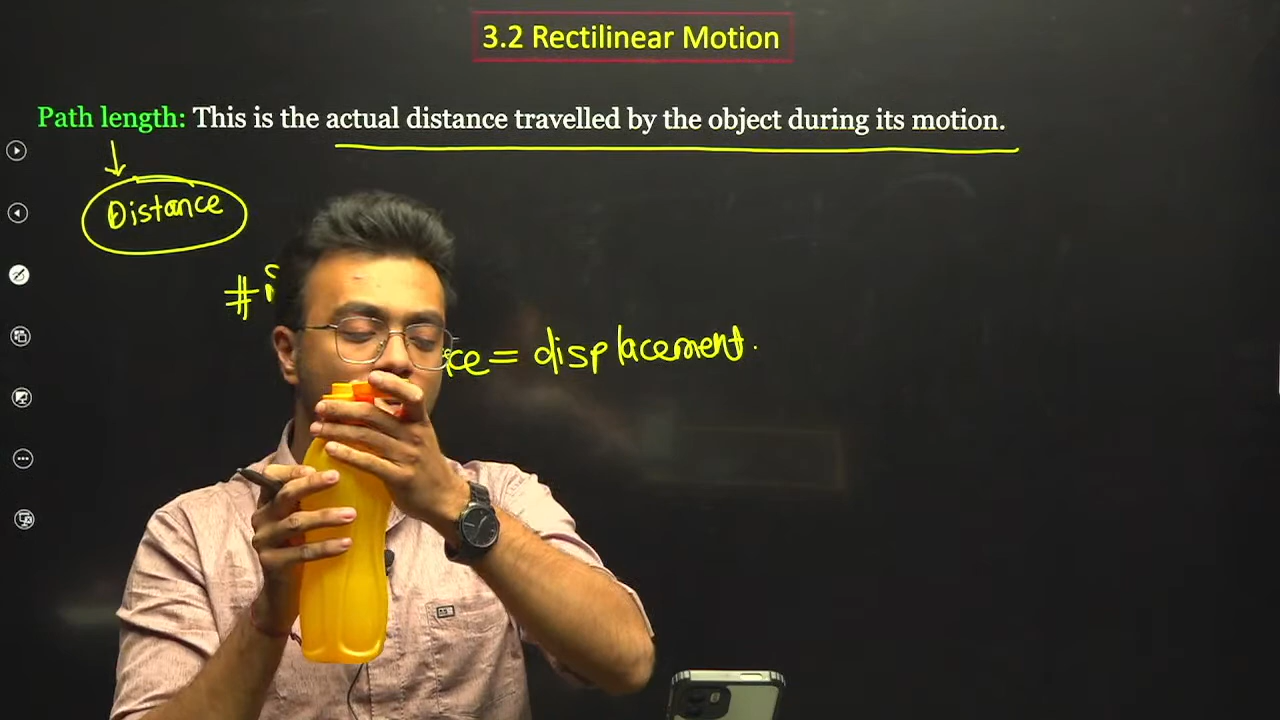 3.2 Rectilinear Motion
Path length: This is the actual distance travelled by the object during its motion.
Distance
#
= displacement.